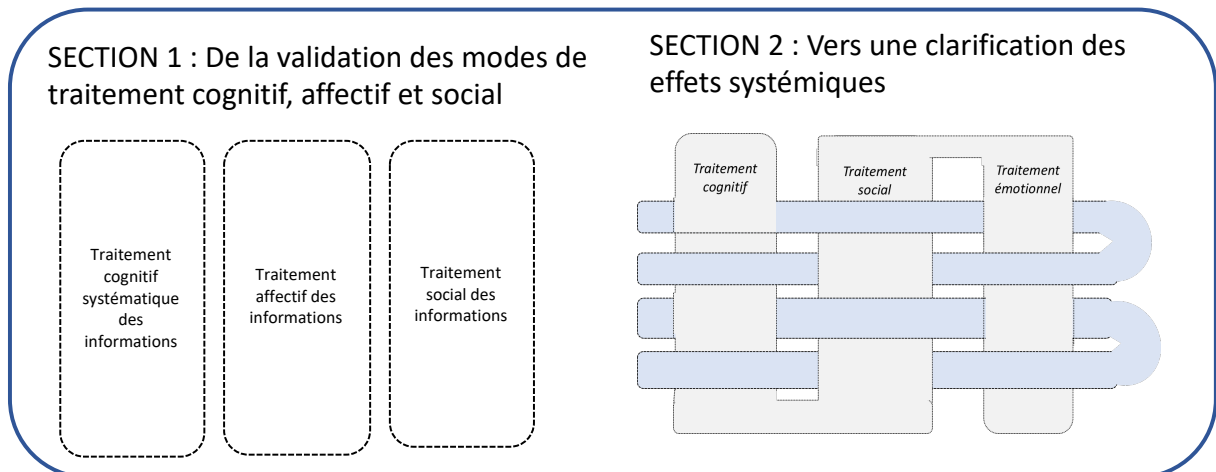 SECTION 1 : De la validation des modes de
traitement cognitif, affectif et social
Traitement
cognitif
systématique
des
informations
Traitement
affectif des
informations
Traitement
social des
informations
SECTION 2 : Vers une clarification des
effets systémiques
Traitement
cognitif
Traitement
social
Traitement
émotionnel